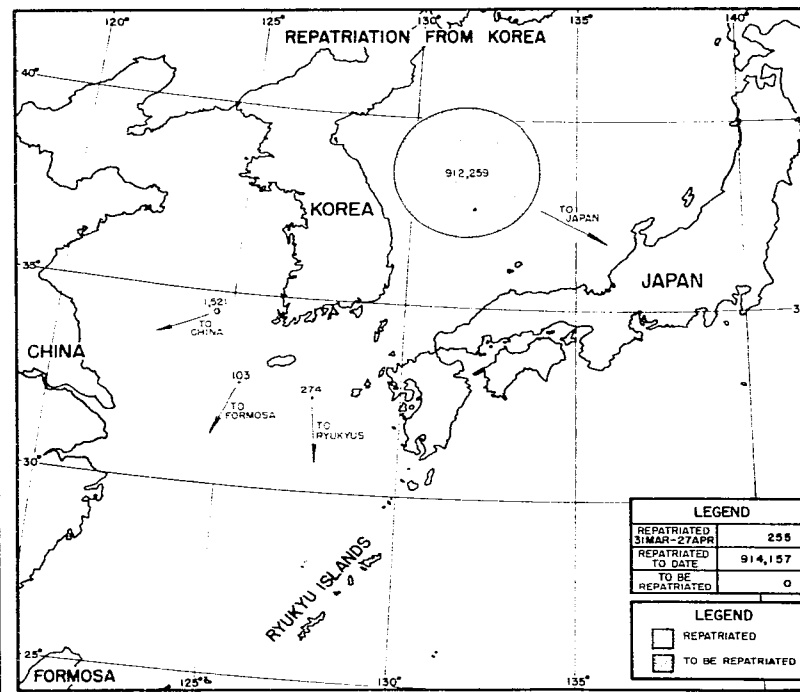 120°
125°
130°
135°
140°
REPATRIATION FROM KOREA
40°
912,259
KOREA
TO
JAPAN
35°
JAPAN
1,521
TO
CHINA
CHINA
103
274
TO
FORMOSA
TO
RYUKYUS
30°
LEGEND
REPATRIATED
31MAR-27APR 255
REPATRIATED
TO DATE 914,157
TO BE
REPATRIATED 0
RYUKYU ISLANDS
LEGEND
REPATRIATED
TO BE REPATRIATED
25°
FORMOSA
125°
130°
135°